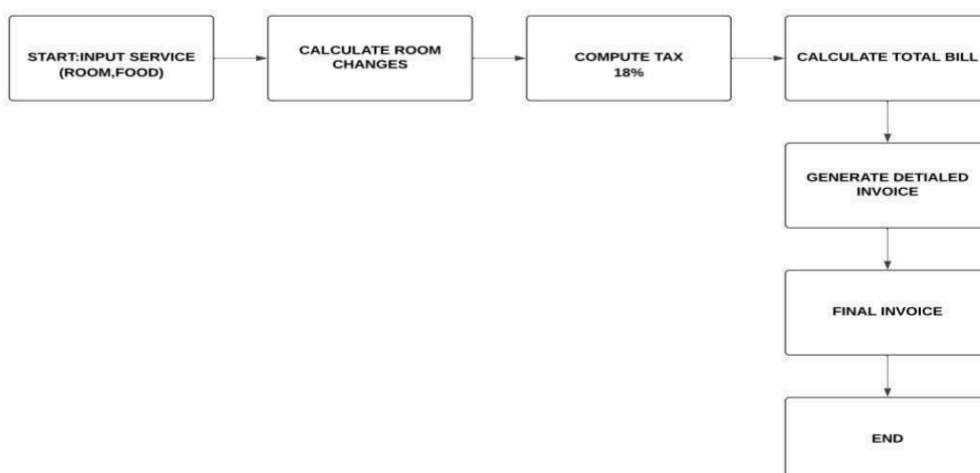 START:INPUT SERVICE
(ROOM,FOOD)
CALCULATE ROOM
CHANGES
COMPUTE TAX
18%
CALCULATE TOTAL BILL
GENERATE DETIALED
INVOICE
FINAL INVOICE
END